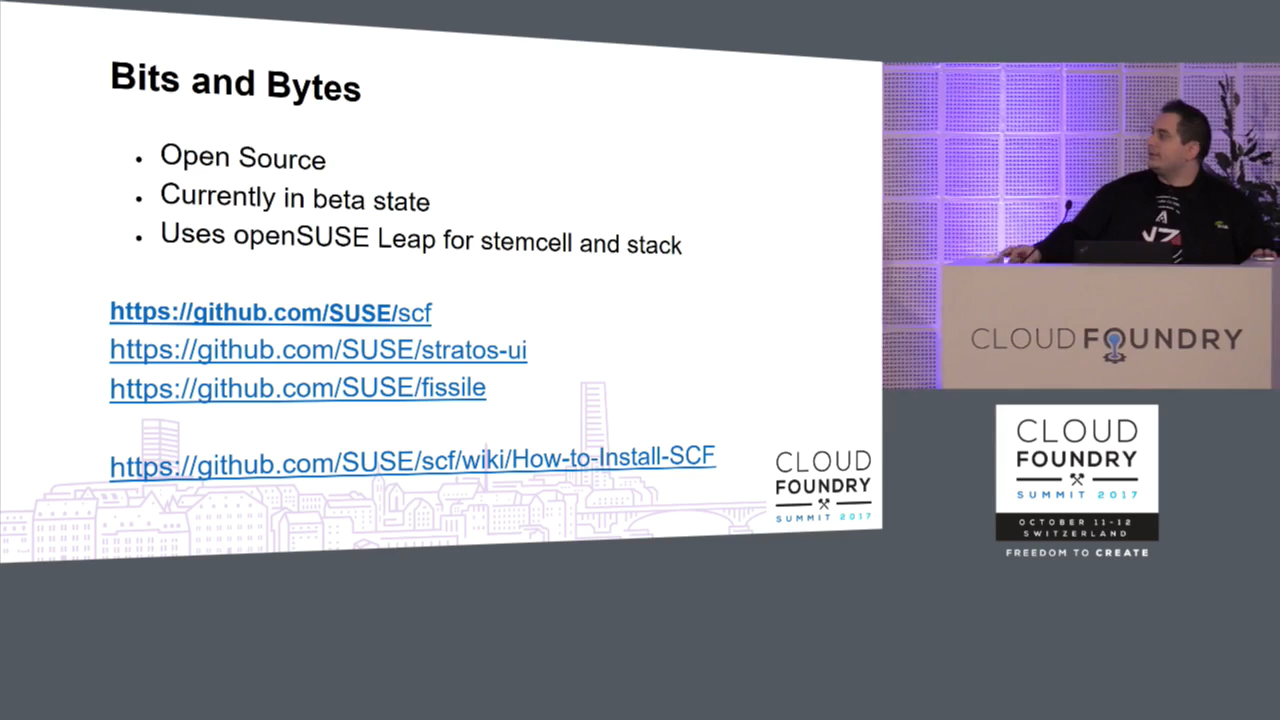 Bits and Bytes
Open Source
Currently in beta state
Uses openSUSE Leap for stemcell and stack
https://github.com/SUSE/scf
https://github.com/SUSE/stratos-ui
https://github.com/SUSE/fissile
https://github.com/SUSE/scf/wiki/How-to-Install-SCF
CLOUD
FOUNDRY
SUMMIT 2017
CLOUD FOUNDRY
CLOUD
FOUNDRY
SUMMIT 2017
OCTOBER 11-12
SWITZERLAND
FREEDOM TO CREATE